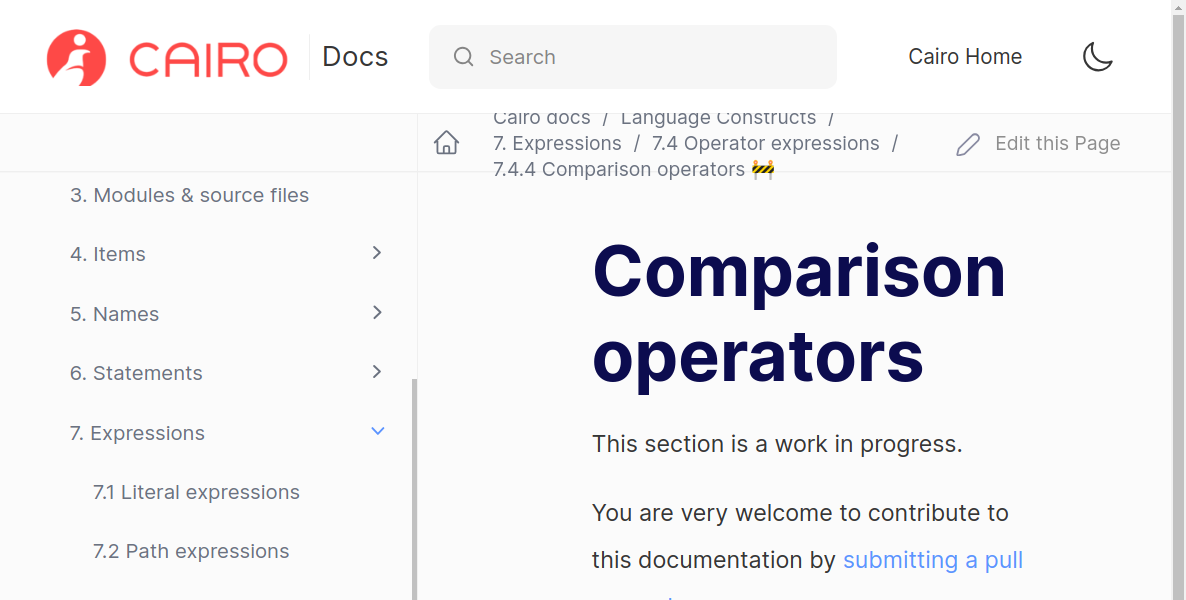 CAIRO Docs
Search
Cairo Home
Cairo docs / Language Constructs /
7. Expressions / 7.4 Operator expressions /
7.4.4 Comparison operators 🚧
Edit this Page
3. Modules & source files
4. Items
5. Names
6. Statements
7. Expressions
7.1 Literal expressions
7.2 Path expressions
Comparison
operators
This section is a work in progress.
You are very welcome to contribute to
this documentation by submitting a pull